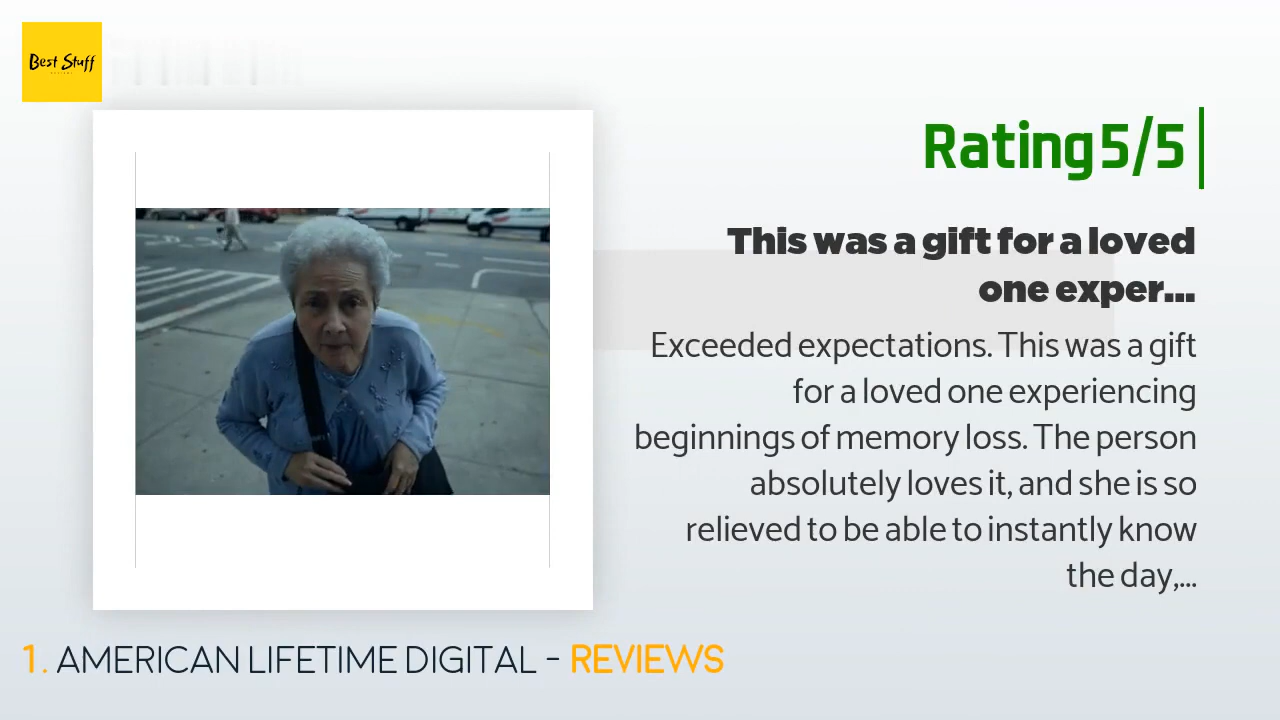 Best Stuff
Rating 5/5
This was a gift for a loved
one exper...
Exceeded expectations. This was a gift
for a loved one experiencing
beginnings of memory loss. The person
absolutely loves it, and she is so
relieved to be able to instantly know
the day,...
1. AMERICAN LIFETIME DIGITAL - REVIEWS